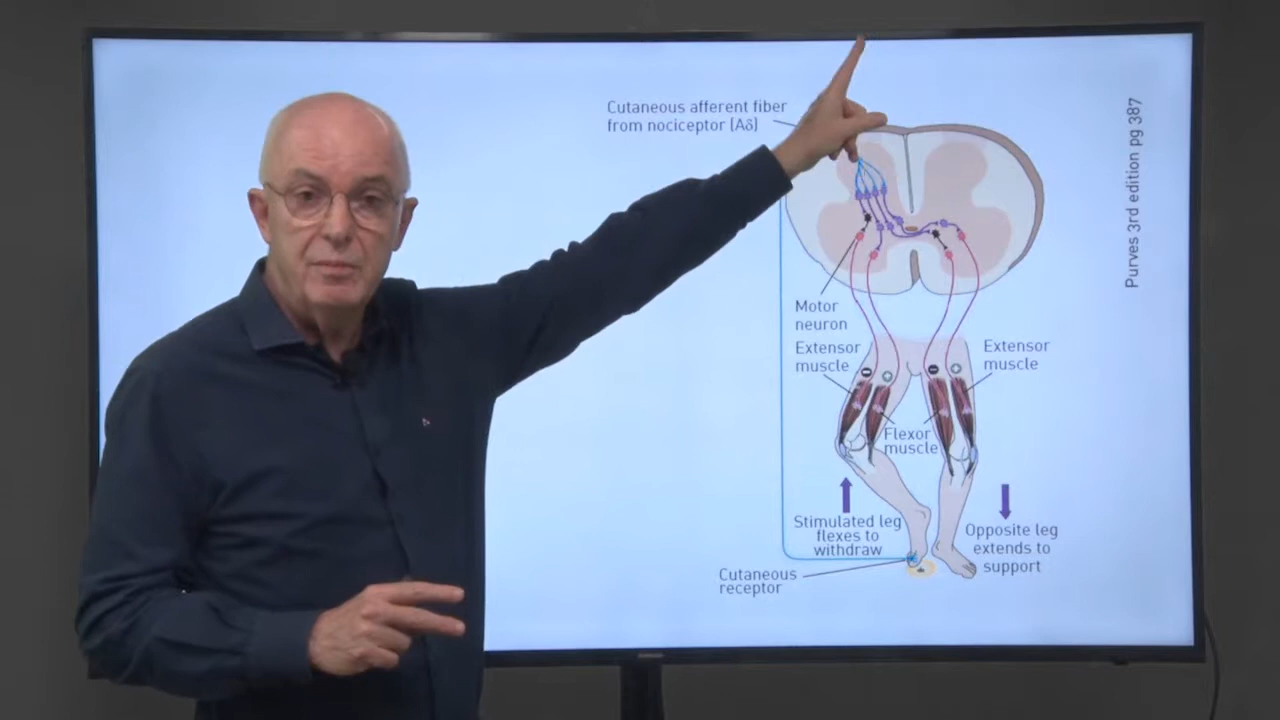 Cutaneous afferent fiber
from nociceptor (Aδ)
Purves 3rd edition pg 387
Motor
neuron
Extensor
muscle
Extensor
muscle
Flexor
muscle
Stimulated leg
flexes to
withdraw
Opposite leg
extends to
support
Cutaneous
receptor